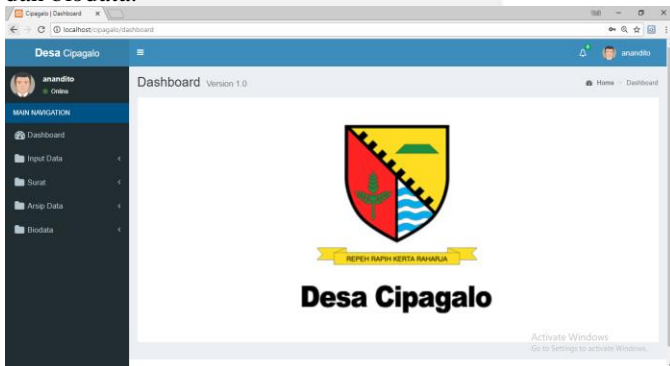 Cipagalo | Dashboard
localhost/cipagalo/dashboard
Desa Cipagalo
anandito
anandito
Online
Dashboard Version 1.0
Home
Dashboard
MAIN NAVIGATION
Dashboard
Input Data
Surat
Arsip Data
Biodata
REPEH RAPIH KERTA RAHARJA
Desa Cipagalo
Activate Windows
Go to Settings to activate Windows.